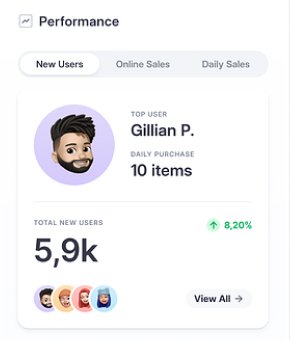 Performance
New Users Online Sales Daily Sales
TOP USER
Gillian P.
DAILY PURCHASE
10 items
TOTAL NEW USERS
8,20%
5,9k
View All →